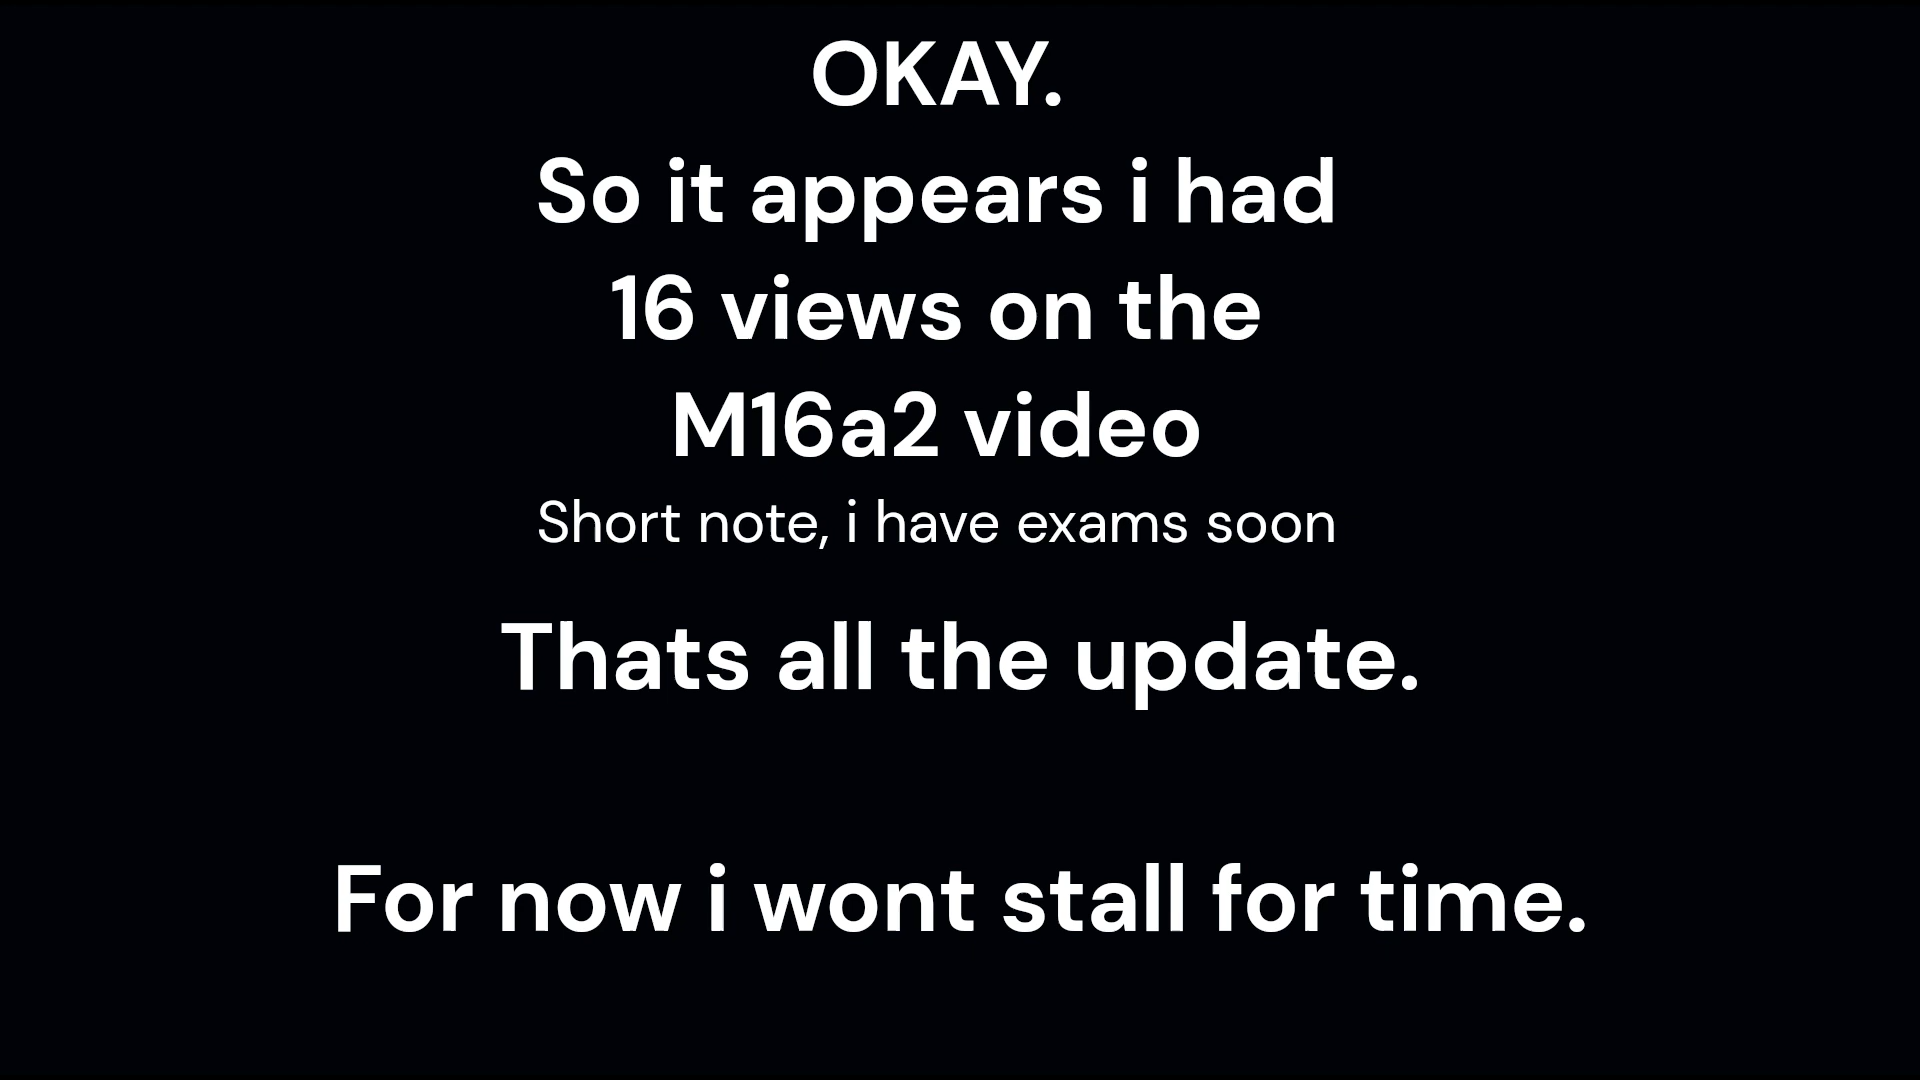 OKAY.
So it appears i had
16 views on the
M16a2 video
Short note, i have exams soon
Thats all the update.
For now i wont stall for time.